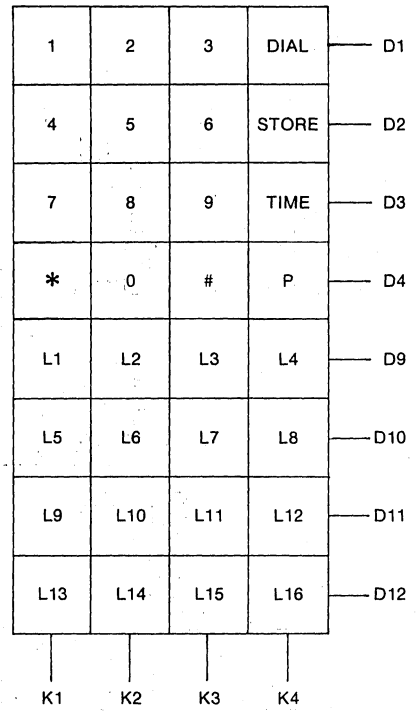 1 2 3 DIAL D1
4 5 6 STORE D2
7 8 9 TIME D3
* 0 # P D4
L1 L2 L3 L4 D9
L5 L6 L7 L8 D10
L9 L10 L11 L12 D11
L13 L14 L15 L16 D12
K1 K2 K3 K4